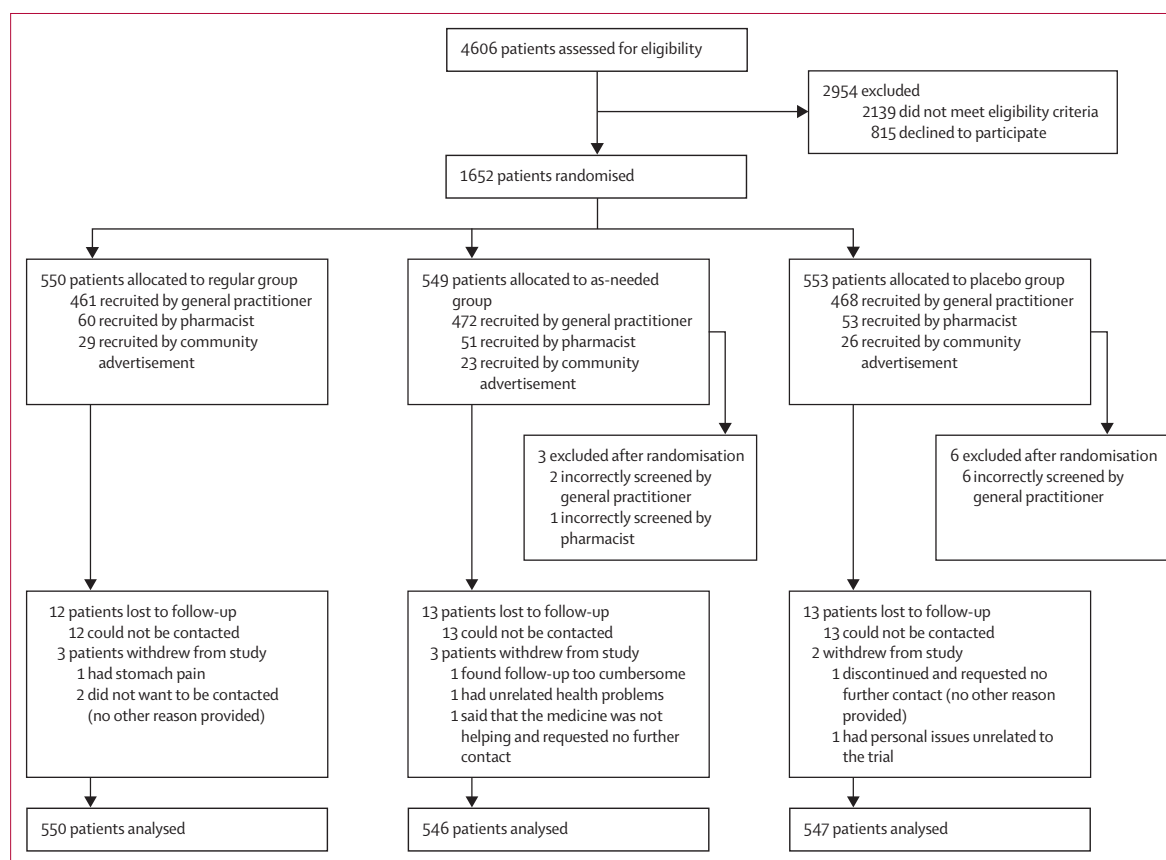 4606 patients assessed for eligibility
2954 excluded
2139 did not meet eligibility criteria
815 declined to participate
1652 patients randomised
550 patients allocated to regular group
461 recruited by general practitioner
60 recruited by pharmacist
29 recruited by community
advertisement
549 patients allocated to as-needed
group
472 recruited by general practitioner
51 recruited by pharmacist
23 recruited by community
advertisement
553 patients allocated to placebo group
468 recruited by general practitioner
53 recruited by pharmacist
26 recruited by community
advertisement
3 excluded after randomisation
2 incorrectly screened by
general practitioner
1 incorrectly screened by
pharmacist
6 excluded after randomisation
6 incorrectly screened by
general practitioner
12 patients lost to follow-up
12 could not be contacted
3 patients withdrew from study
1 had stomach pain
2 did not want to be contacted
(no other reason provided)
13 patients lost to follow-up
13 could not be contacted
3 patients withdrew from study
1 found follow-up too cumbersome
1 had unrelated health problems
1 said that the medicine was not
helping and requested no further
contact
13 patients lost to follow-up
13 could not be contacted
2 withdrew from study
1 discontinued and requested no
further contact (no other reason
provided)
1 had personal issues unrelated to
the trial
550 patients analysed
546 patients analysed
547 patients analysed